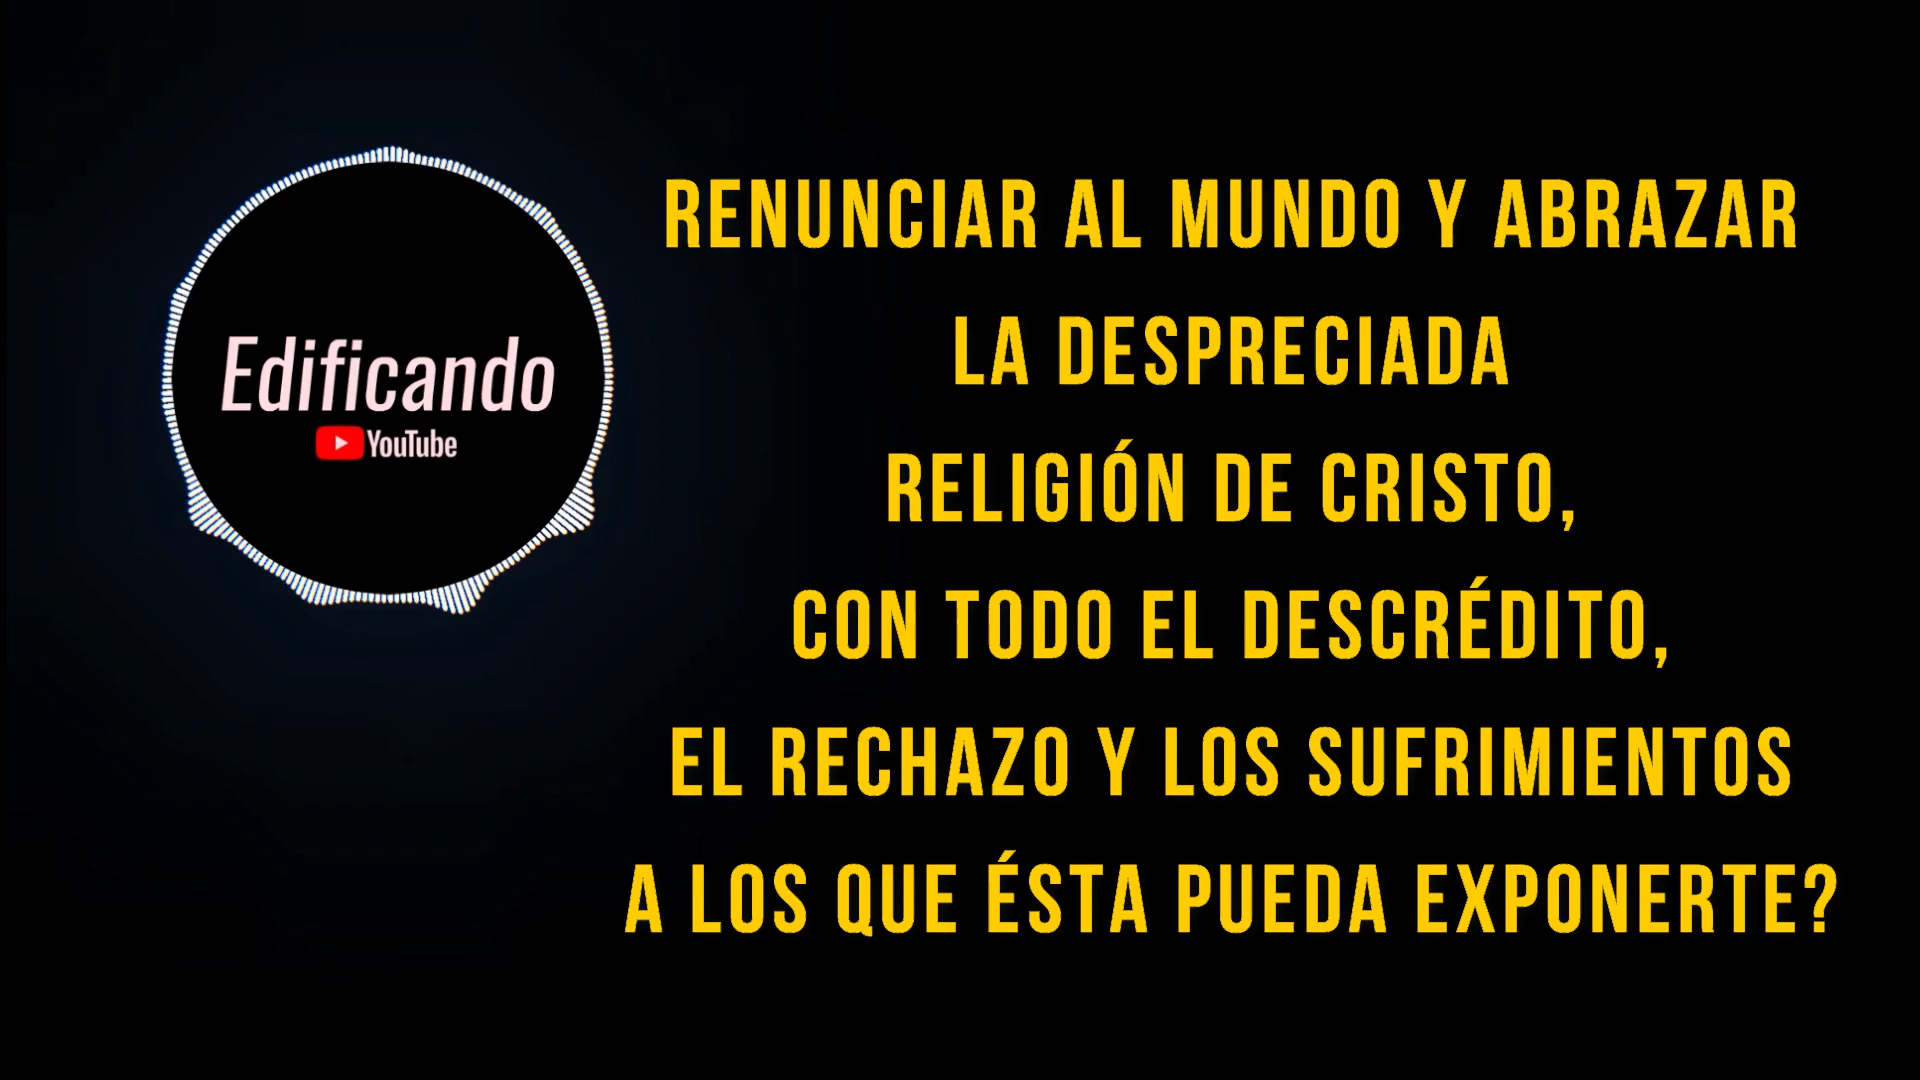 Edificando
YouTube
RENUNCIAR AL MUNDO Y ABRAZAR
LA DESPRECIADA
RELIGIÓN DE CRISTO,
CON TODO EL DESCRÉDITO,
EL RECHAZO Y LOS SUFRIMIENTOS
A LOS QUE ÉSTA PUEDA EXPONERTE?